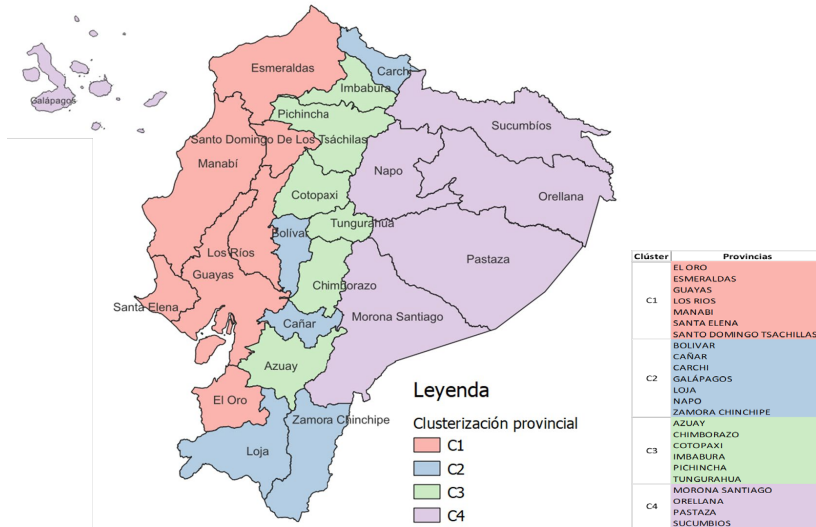 Esmeraldas
Carchi
Imbabura
Galápagos
Pichincha
Sucumbíos
Santo Domingo De Los Tsáchilas
Manabí
Napo
Cotopaxi
Orellana
Bolívar
Tungurahua
Los Ríos
Pastaza
Guayas
Chimborazo
Santa Elena
Cañar
Morona Santiago
Azuay
El Oro
Zamora Chinchipe
Loja
Leyenda
Clusterización provincial
C1
C2
C3
C4
Clúster Provincias
C1
EL ORO
ESMERALDAS
GUAYAS
LOS RIOS
MANABI
SANTA ELENA
SANTO DOMINGO TSACHILLAS
C2
BOLIVAR
CAÑAR
CARCHI
GALÁPAGOS
LOJA
NAPO
ZAMORA CHINCHIPE
C3
AZUAY
CHIMBORAZO
COTOPAXI
IMBABURA
PICHINCHA
TUNGURAHUA
C4
MORONA SANTIAGO
ORELLANA
PASTAZA
SUCUMBIOS